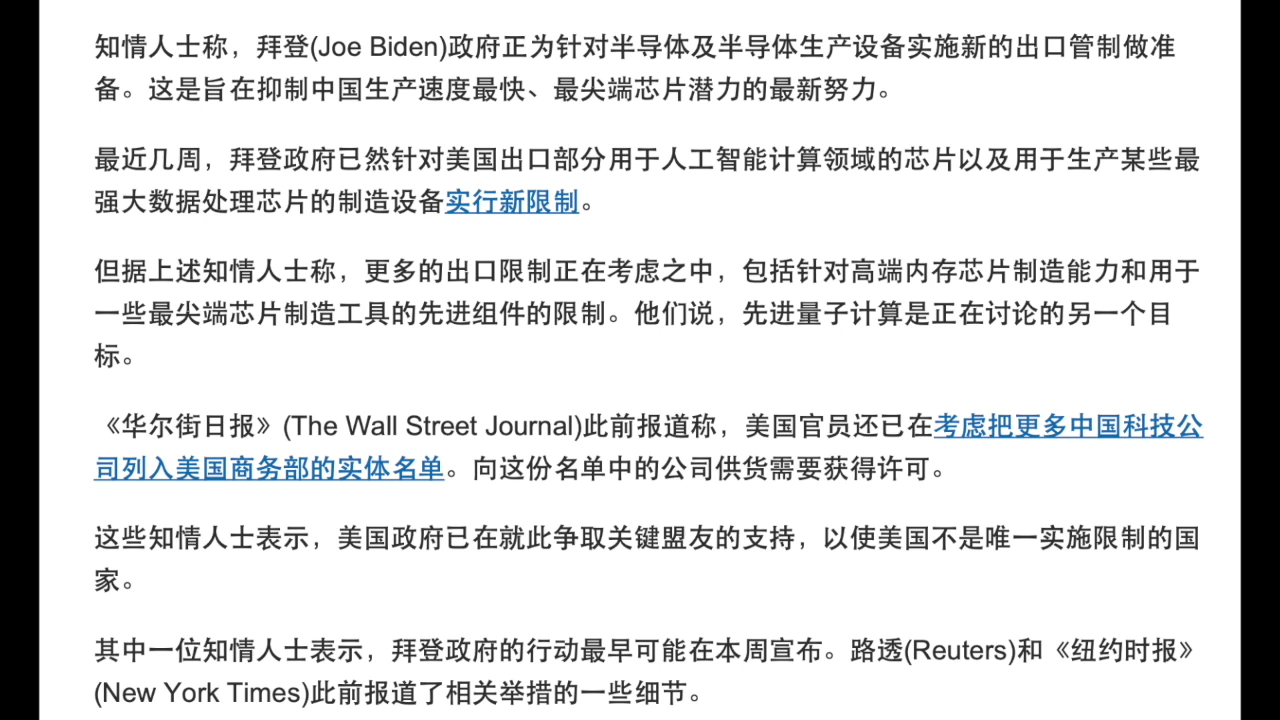 知情人士称，拜登(Joe Biden)政府正为针对半导体及半导体生产设备实施新的出口管制做准
备。这是旨在抑制中国生产速度最快、最尖端芯片潜力的最新努力。
最近几周，拜登政府已然针对美国出口部分用于人工智能计算领域的芯片以及用于生产某些最
强大数据处理芯片的制造设备实行新限制。
但据上述知情人士称，更多的出口限制正在考虑之中，包括针对高端内存芯片制造能力和用于
一些最尖端芯片制造工具的先进组件的限制。他们说，先进量子计算是正在讨论的另一个目
标。
《华尔街日报》(The Wall Street Journal)此前报道称，美国官员还已在考虑把更多中国科技公
司列入美国商务部的实体名单。向这份名单中的公司供货需要获得许可。
这些知情人士表示，美国政府已在就此争取关键盟友的支持，以使美国不是唯一实施限制的国
家。
其中一位知情人士表示，拜登政府的行动最早可能在本周宣布。路透(Reuters)和《纽约时报》
(New York Times)此前报道了相关举措的一些细节。